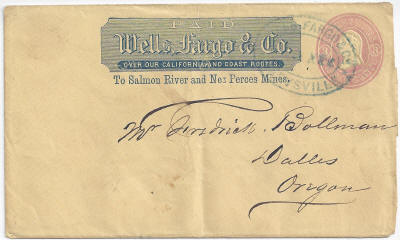 PAID
Wells, Fargo & Co.
OVER OUR CALIFORNIA AND COAST ROUTES.
To Salmon River and Nez Perces Mines,
Mr Fredrick. Bollman
Dalles
Oregon